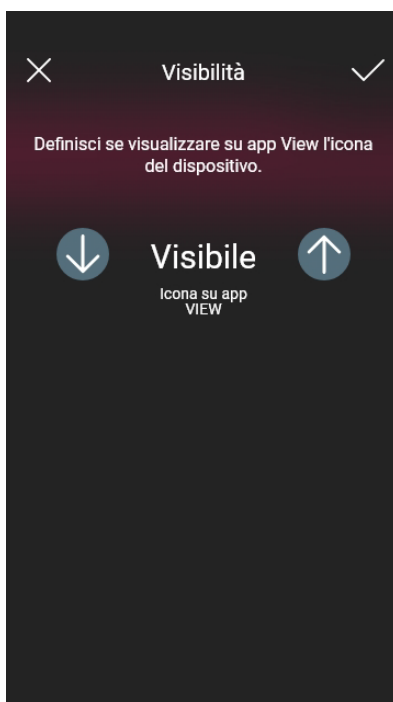 Visibilità
Definisci se visualizzare su app View l'icona
del dispositivo.
Visibile
Icona su app
VIEW